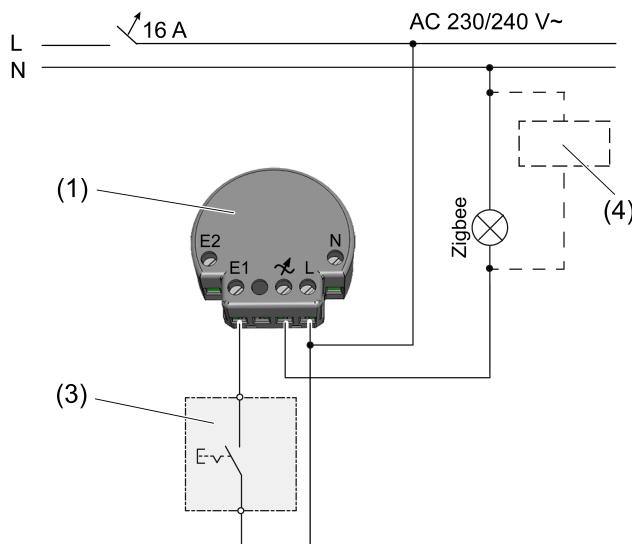 16 A
AC 230/240 V~
L
N
(1)
E2
N
E1
L
Zigbee
(4)
(3)